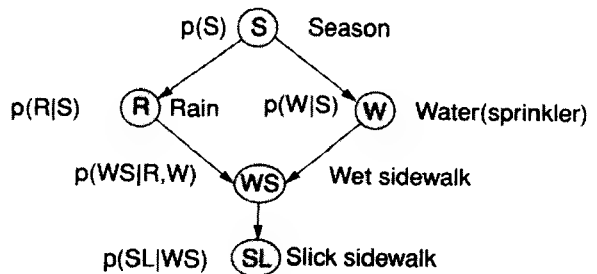 p(S) S Season
p(R|S) R Rain p(W|S) W Water(sprinkler)
p(WS|R,W) WS Wet sidewalk
p(SL|WS) SL Slick sidewalk